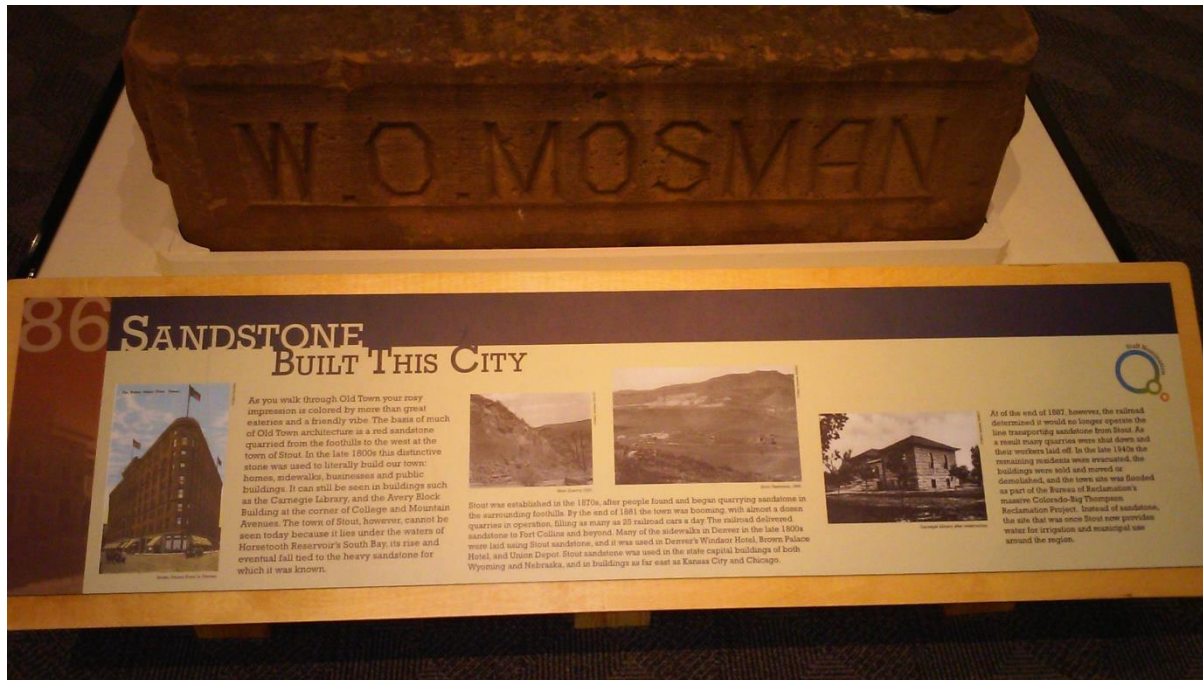 W.O.MOSMAN.
86
SANDSTONE
BUILT THIS CITY
As you walk through Old Town your rosy
impression is colored by more than great
eateries and a friendly vibe. The basis of much
of Old Town architecture is a red sandstone
quarried from the foothills to the west at the
town of Stout. In the late 1800s this distinctive
stone was used to literally build our town:
homes, sidewalks, businesses and public
buildings. It can still be seen in buildings such
as the Carnegie Library, and the Avery Block
Building at the corner of College and Mountain
Avenues. The town of Stout, however, cannot be
seen today because it lies under the waters of
Horsetooth Reservoir's South Bay, its rise and
eventual fall tied to the heavy sandstone for
which it was known.
Stout was established in the 1870s, after people found and began quarrying sandstone in
the surrounding foothills. By the end of 1881 the town was booming, with almost a dozen
quarries in operation, filling as many as 25 railroad cars a day. The railroad delivered
sandstone to Fort Collins and beyond. Many of the sidewalks in Denver in the late 1800s
were laid using Stout sandstone, and it was used in Denver's Windsor Hotel, Brown Palace
Hotel, and Union Depot. Stout sandstone was used in the state capital buildings of both
Wyoming and Nebraska, and in buildings as far east as Kansas City and Chicago.
At of the end of 1887, however, the railroad
determined it would no longer operate the
line transporting sandstone from Stout. As
a result many quarries were shut down and
their workers laid off. In the late 1940s the
remaining residents were evacuated, the
buildings were sold and moved or
demolished, and the town site was flooded
as part of the Bureau of Reclamation's
massive Colorado-Big Thompson
Reclamation Project. Instead of sandstone,
the site that was once Stout now provides
water for irrigation and municipal use
around the region.